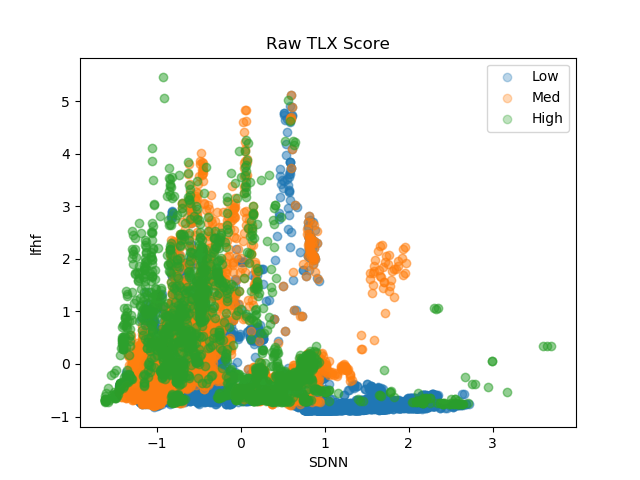 Raw TLX Score
Low
Med
High
lfhf
5
4
3
2
1
0
−1
−1 0 1 2 3
SDNN